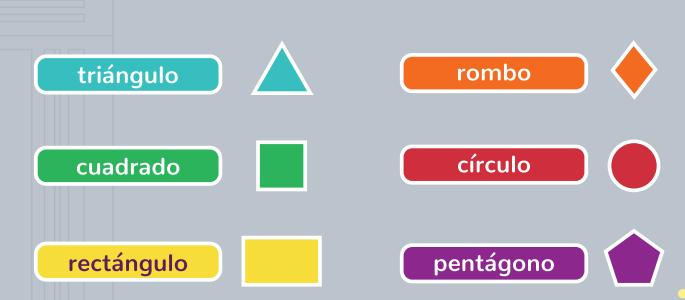 triángulo
rombo
cuadrado
círculo
rectángulo
pentágono